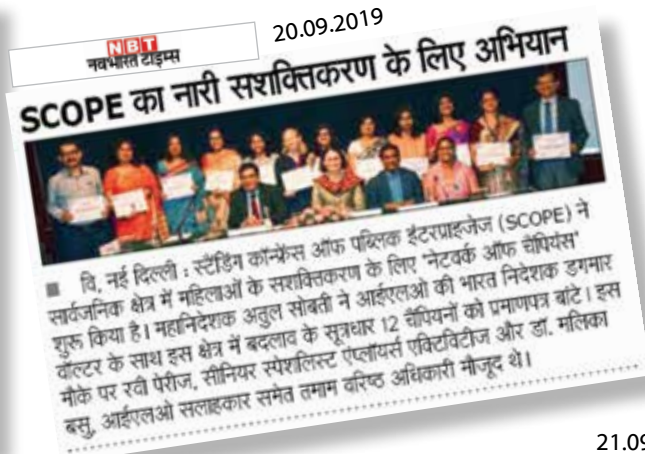 NBT
नवभारत टाइम्स
20.09.2019
SCOPE का नारी सशक्तिकरण के लिए अभियान
वि, नई दिल्ली : स्टैंडिंग कॉन्फ्रेंस ऑफ पब्लिक इंटरप्राइजेज (SCOPE) ने
सार्वजनिक क्षेत्र में महिलाओं के सशक्तिकरण के लिए 'नेटवर्क ऑफ चैंपियंस'
शुरू किया है। महानिदेशक अतुल सोबती ने आईएलओ की भारत निदेशक डगमार
वॉल्टर के साथ इस क्षेत्र में बदलाव के सूत्रधार 12 चैंपियनों को प्रमाणपत्र बांटे। इस
मौके पर रवी पेरीज, सीनियर स्पेशलिस्ट एंप्लॉयर्स एक्टिविटीज और डॉ. मलिका
बसु, आईएलओ सलाहकार समेत तमाम वरिष्ठ अधिकारी मौजूद थे।
21.09